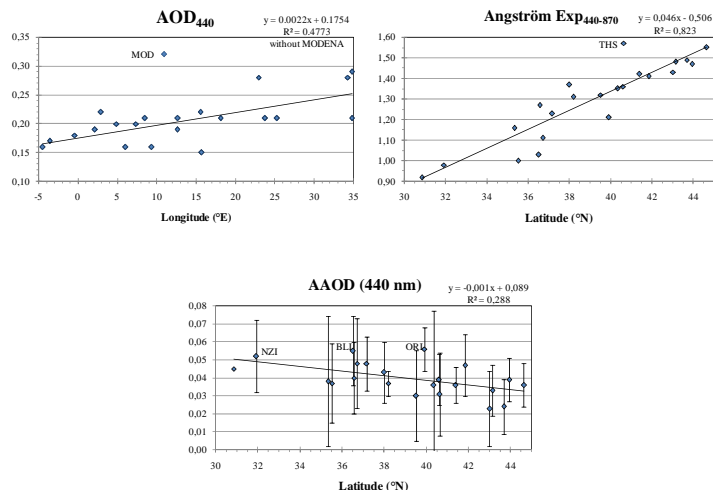 AOD440
y = 0.0022x + 0.1754
R² = 0.4773
without MODENA
MOD
0,35
0,30
0,25
0,20
0,15
0,10
-5 0 5 10 15 20 25 30 35
Longitude (°E)
Angström Exp440-870
y = 0,046x - 0,506
R² = 0,823
THS
1,60
1,50
1,40
1,30
1,20
1,10
1,00
0,90
30 32 34 36 38 40 42 44
Latitude (°N)
AAOD (440 nm)
y = -0,001x + 0,089
R² = 0,288
0,08
0,07
0,06
0,05
0,04
0,03
0,02
0,01
0,00
NZI
BLI
ORI
30 32 34 36 38 40 42 44
Latitude (°N)